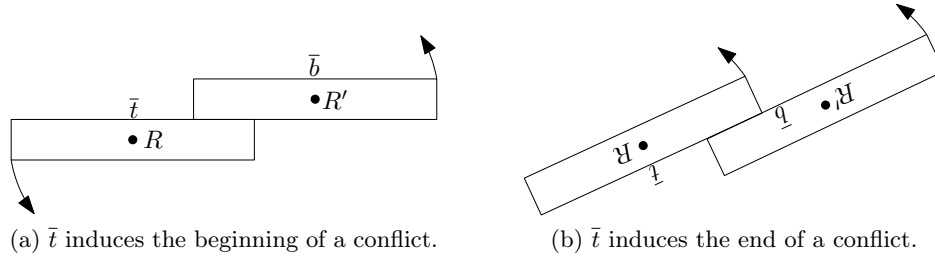 t̄
R
b̄
R′
R
t̄
b̄
R′
(a) t̄ induces the beginning of a conflict.
(b) t̄ induces the end of a conflict.